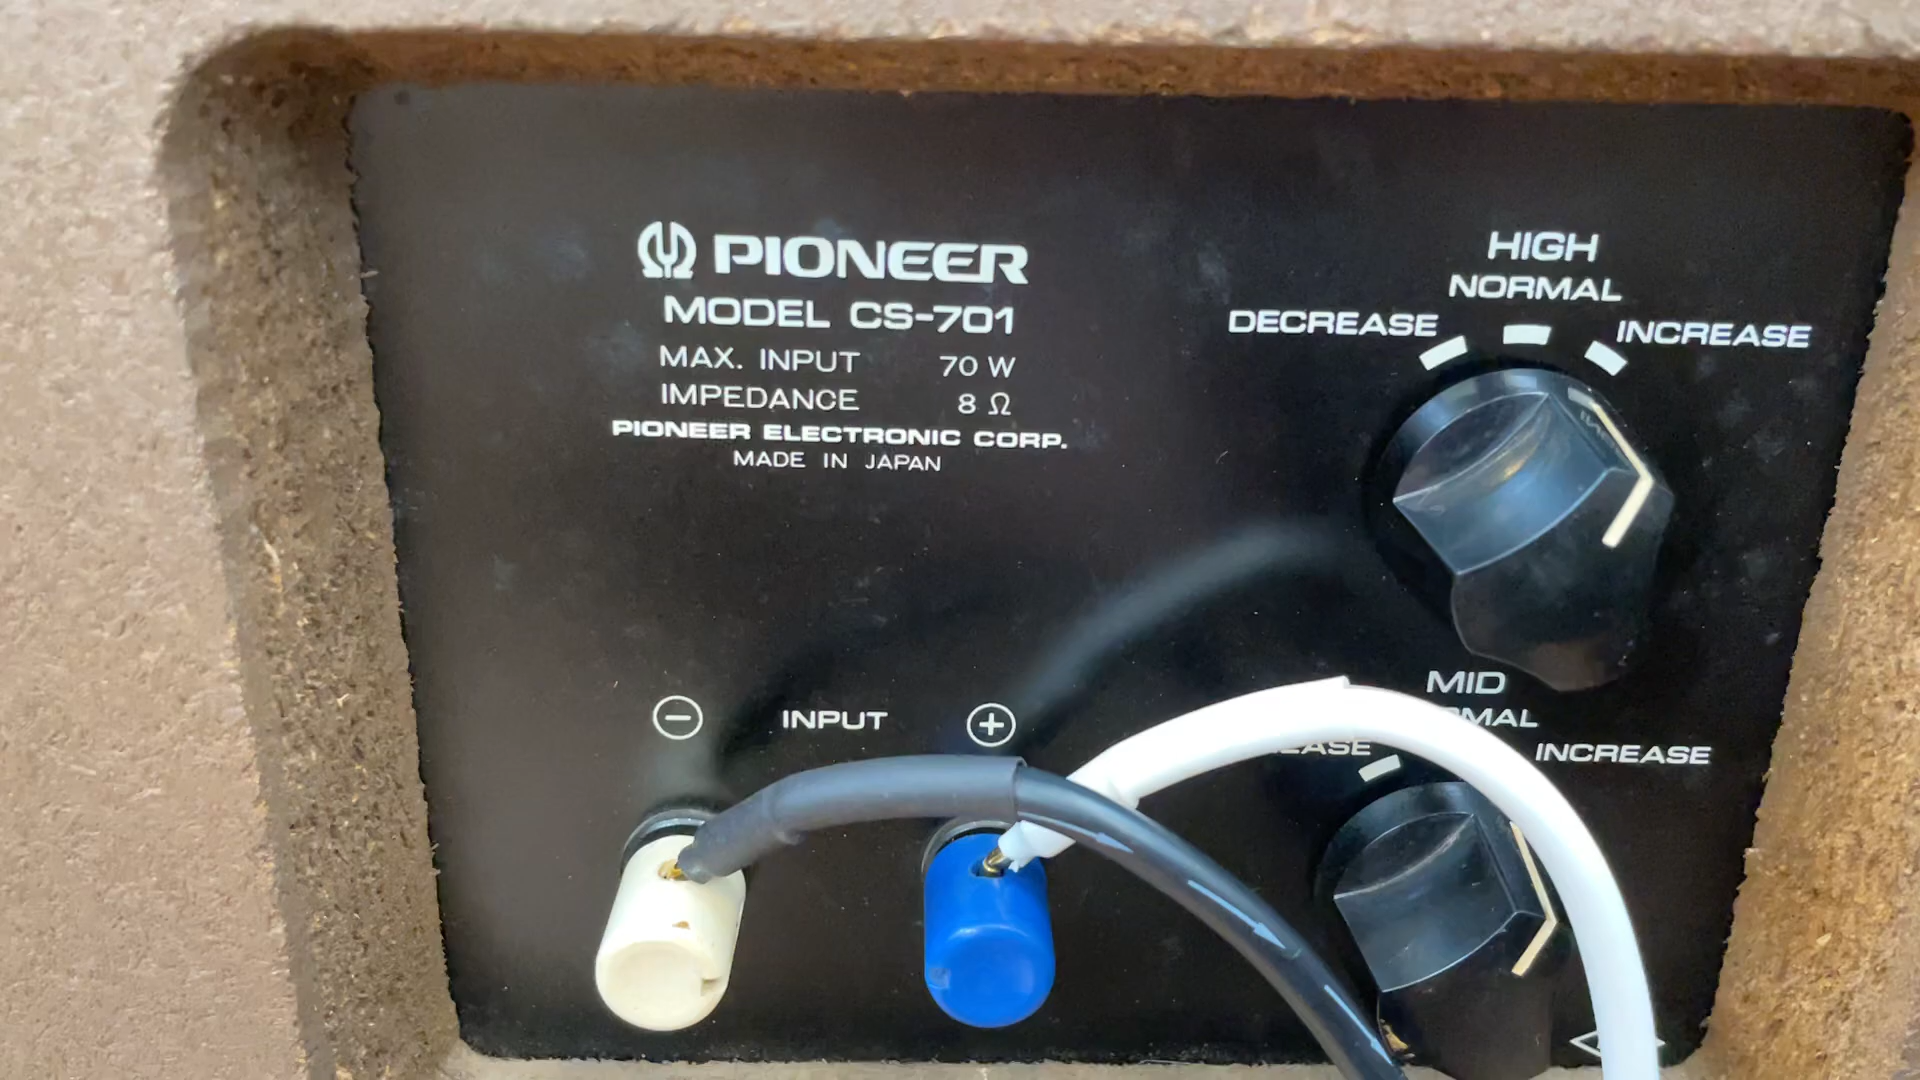 PIONEER
MODEL CS-701
MAX. INPUT 70 W
IMPEDANCE 8 Ω
PIONEER ELECTRONIC CORP.
MADE IN JAPAN
HIGH
NORMAL
DECREASE INCREASE
⊖ INPUT ⊕
MID
INCREASE